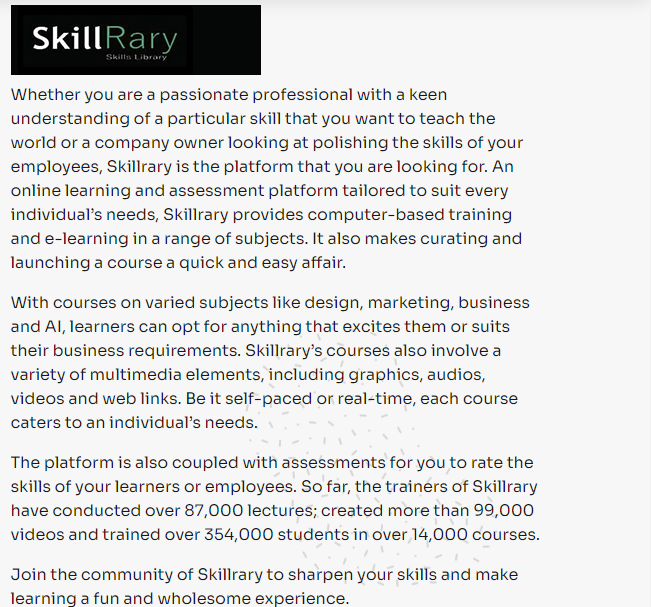 SkillRary
Skills Library
Whether you are a passionate professional with a keen
understanding of a particular skill that you want to teach the
world or a company owner looking at polishing the skills of your
employees, Skillrary is the platform that you are looking for. An
online learning and assessment platform tailored to suit every
individual’s needs, Skillrary provides computer-based training
and e-learning in a range of subjects. It also makes curating and
launching a course a quick and easy affair.
With courses on varied subjects like design, marketing, business
and AI, learners can opt for anything that excites them or suits
their business requirements. Skillrary’s courses also involve a
variety of multimedia elements, including graphics, audios,
videos and web links. Be it self-paced or real-time, each course
caters to an individual’s needs.
The platform is also coupled with assessments for you to rate the
skills of your learners or employees. So far, the trainers of Skillrary
have conducted over 87,000 lectures; created more than 99,000
videos and trained over 354,000 students in over 14,000 courses.
Join the community of Skillrary to sharpen your skills and make
learning a fun and wholesome experience.